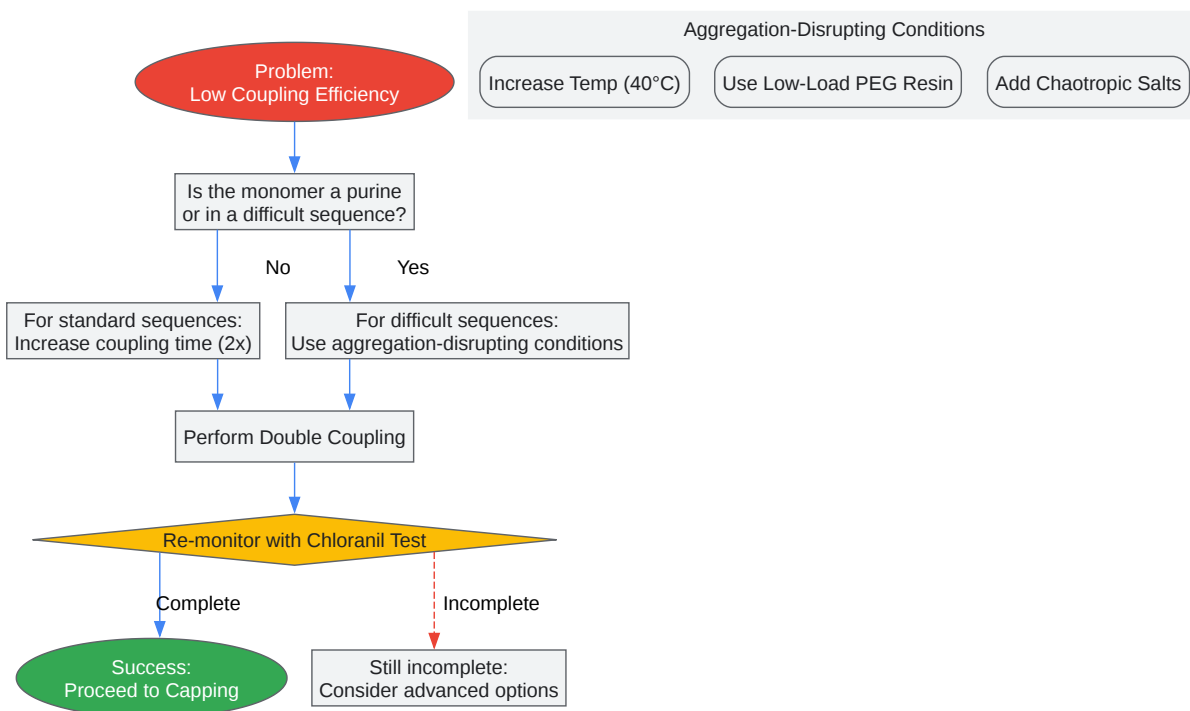 Aggregation-Disrupting Conditions
Increase Temp (40°C)
Use Low-Load PEG Resin
Add Chaotropic Salts
Problem:
Low Coupling Efficiency
Is the monomer a purine
or in a difficult sequence?
No
Yes
For standard sequences:
Increase coupling time (2x)
For difficult sequences:
Use aggregation-disrupting conditions
Perform Double Coupling
Re-monitor with Chloranil Test
Complete
Incomplete
Success:
Proceed to Capping
Still incomplete:
Consider advanced options